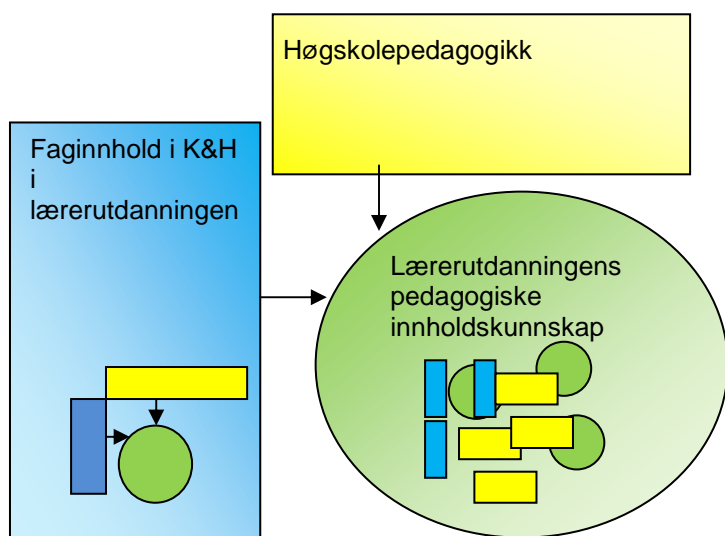 Høgskolepedagogikk
Faginnhold i K&H
i
lærerutdanningen
Lærerutdanningens
pedagogiske
innholdskunnskap